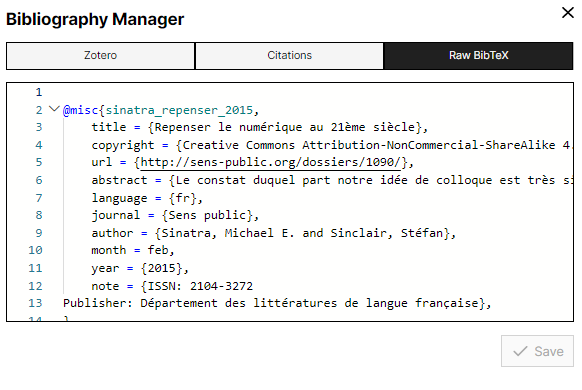 Bibliography Manager
Zotero Citations Raw BibTeX
1
2 @misc{sinatra_repenser_2015,
3 title = {Repenser le numérique au 21ème siècle},
4 copyright = {Creative Commons Attribution-NonCommercial-ShareAlike 4.
5 url = {http://sens-public.org/dossiers/1090/},
6 abstract = {Le constat duquel part notre idée de colloque est très si
7 language = {fr},
8 journal = {Sens public},
9 author = {Sinatra, Michael E. and Sinclair, Stéfan},
10 month = feb,
11 year = {2015},
12 note = {ISSN: 2104-3272
13 Publisher: Département des littératures de langue française},
14 }
Save